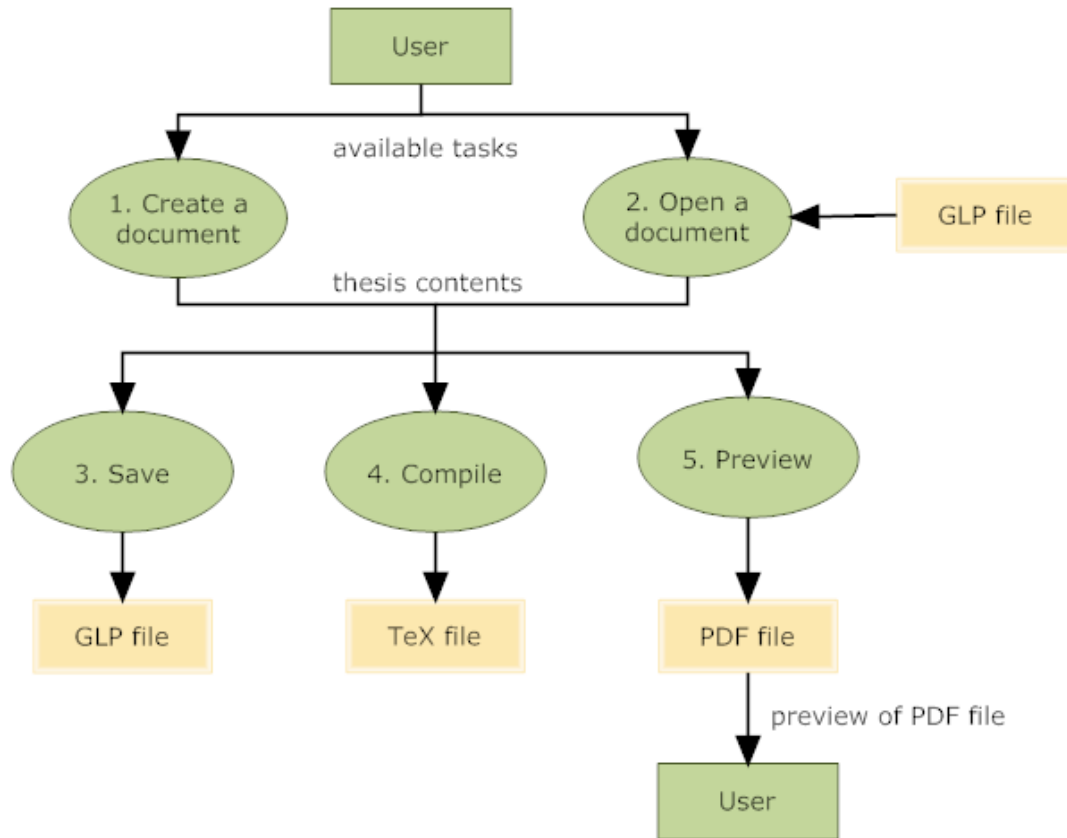 User
available tasks
1. Create a
document
2. Open a
document
GLP file
thesis contents
3. Save
4. Compile
5. Preview
GLP file
TeX file
PDF file
preview of PDF file
User